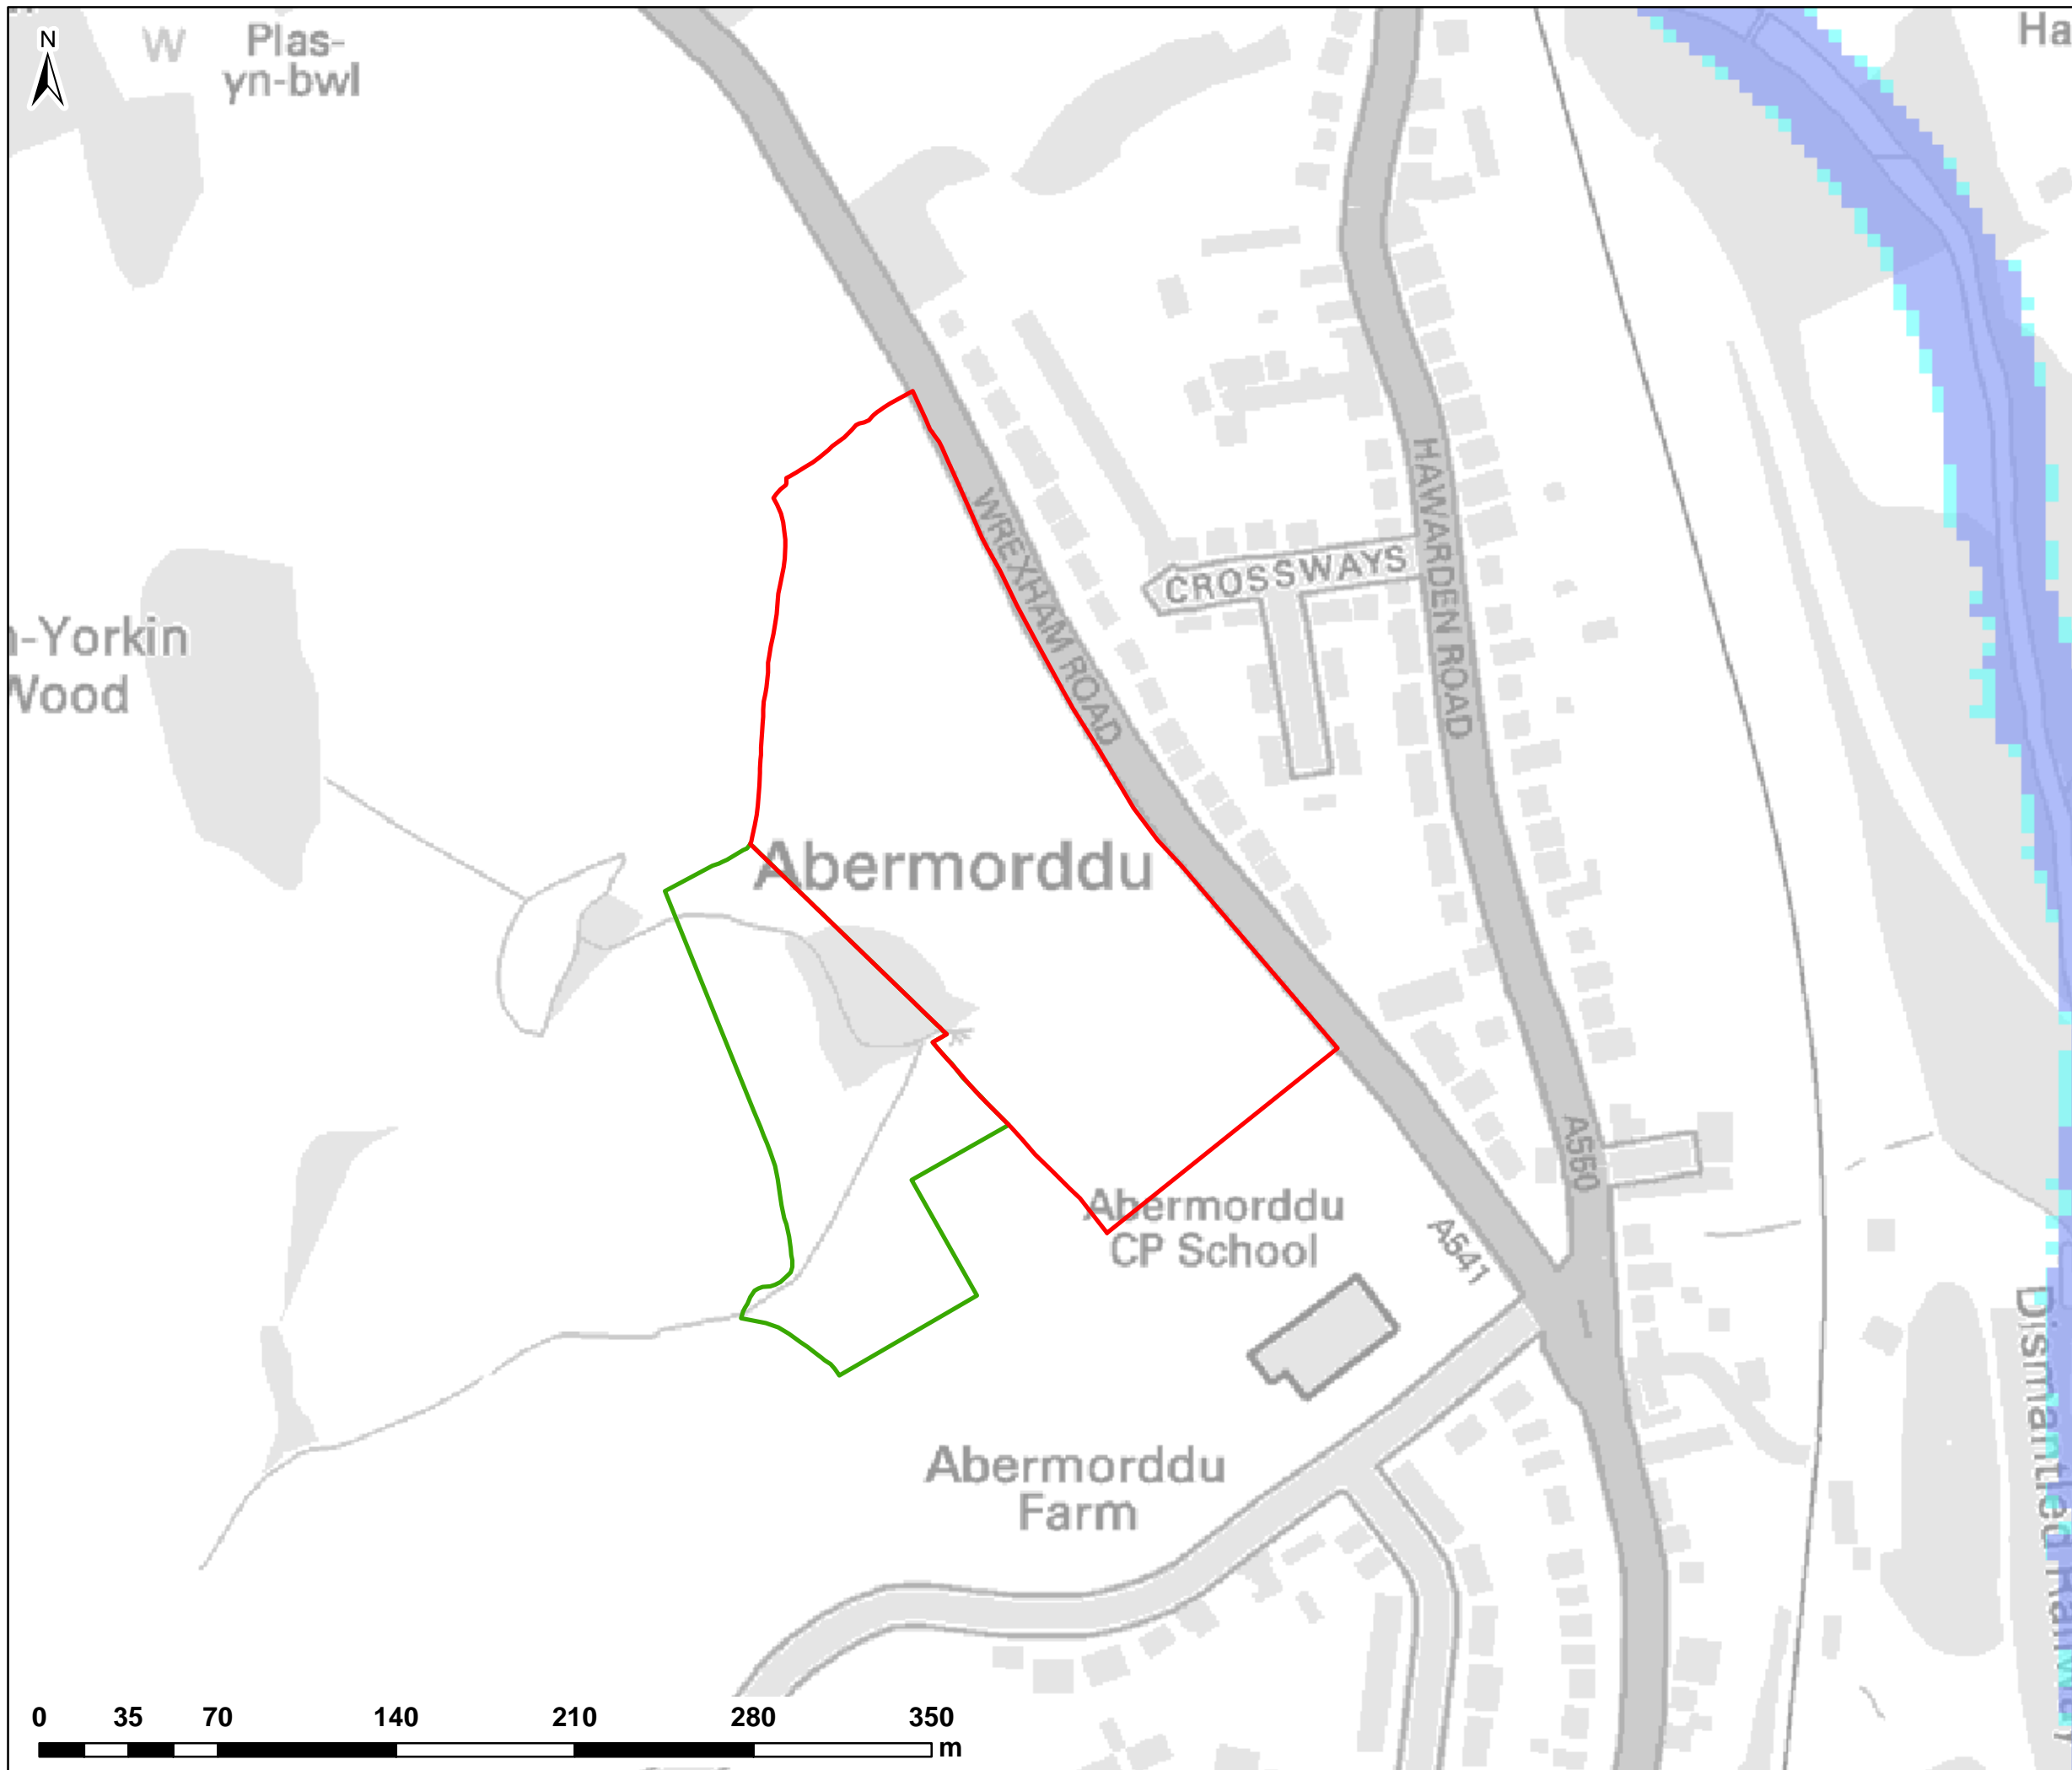 N
W
Plas-
yn-bwl
Ha
WREXHAM ROAD
HAWARDEN ROAD
CROSSWAYS
n-Yorkin
Wood
Abermorddu
A550
Abermorddu
CP School
A541
Dismantled Railway
Abermorddu
Farm
0 35 70 140 210 280 350
m